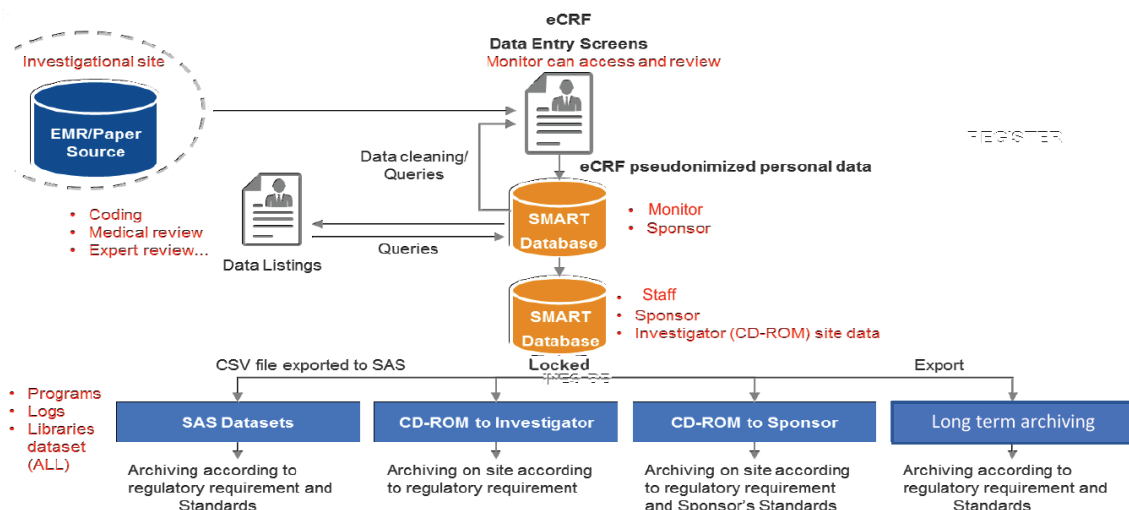 eCRF
Data Entry Screens
Monitor can access and review
Investigational site
EMR/Paper
Source
REGISTER
Data cleaning/
Queries
eCRF pseudonimized personal data
• Coding
• Medical review
• Expert review...
SMART
Database
• Monitor
• Sponsor
Queries
Data Listings
SMART
Database
• Staff
• Sponsor
• Investigator (CD-ROM) site data
CSV file exported to SAS
Locked
Export
• Programs
• Logs
• Libraries
dataset
(ALL)
SAS Datasets
CD-ROM to Investigator
CD-ROM to Sponsor
Long term archiving
Archiving according to
regulatory requirement and
Standards
Archiving on site according
to regulatory requirement
Archiving on site according
to regulatory requirement
and Sponsor's Standards
Archiving according to
regulatory requirement and
Standards